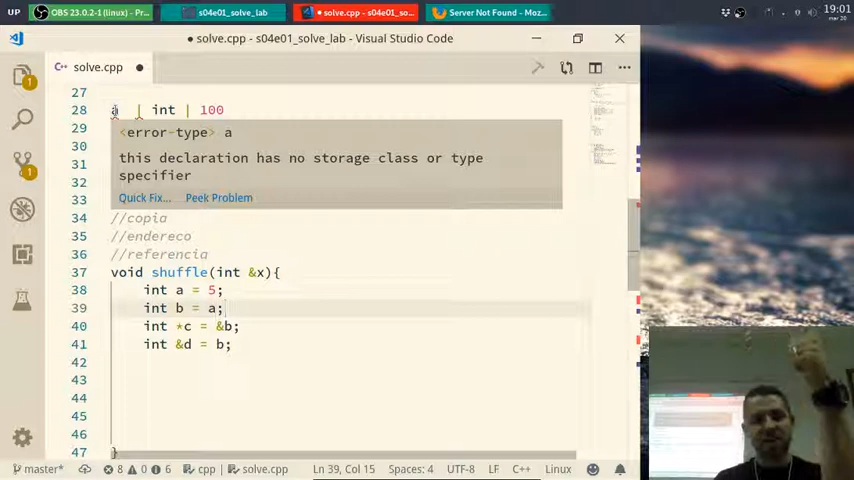 UP
OBS 23.0.2-1 (linux) - Pr...
s04e01_solve_lab
• solve.cpp - s04e01_so...
Server Not Found - Moz...
19:01
mar 20
● solve.cpp - s04e01_solve_lab - Visual Studio Code
C++ solve.cpp ●
27
28 a | int | 100
29
<error-type> a
30
31 this declaration has no storage class or type
32 specifier
33 Quick Fix... Peek Problem
34 //copia
35 //endereco
36 //referencia
37 void shuffle(int &x){
38 int a = 5;
39 int b = a;
40 int *c = &b;
41 int &d = b;
42
43
44
45
46
47 }
1
1
master* 8 0 6 cpp solve.cpp Ln 39, Col 15 Spaces: 4 UTF-8 LF C++ Linux